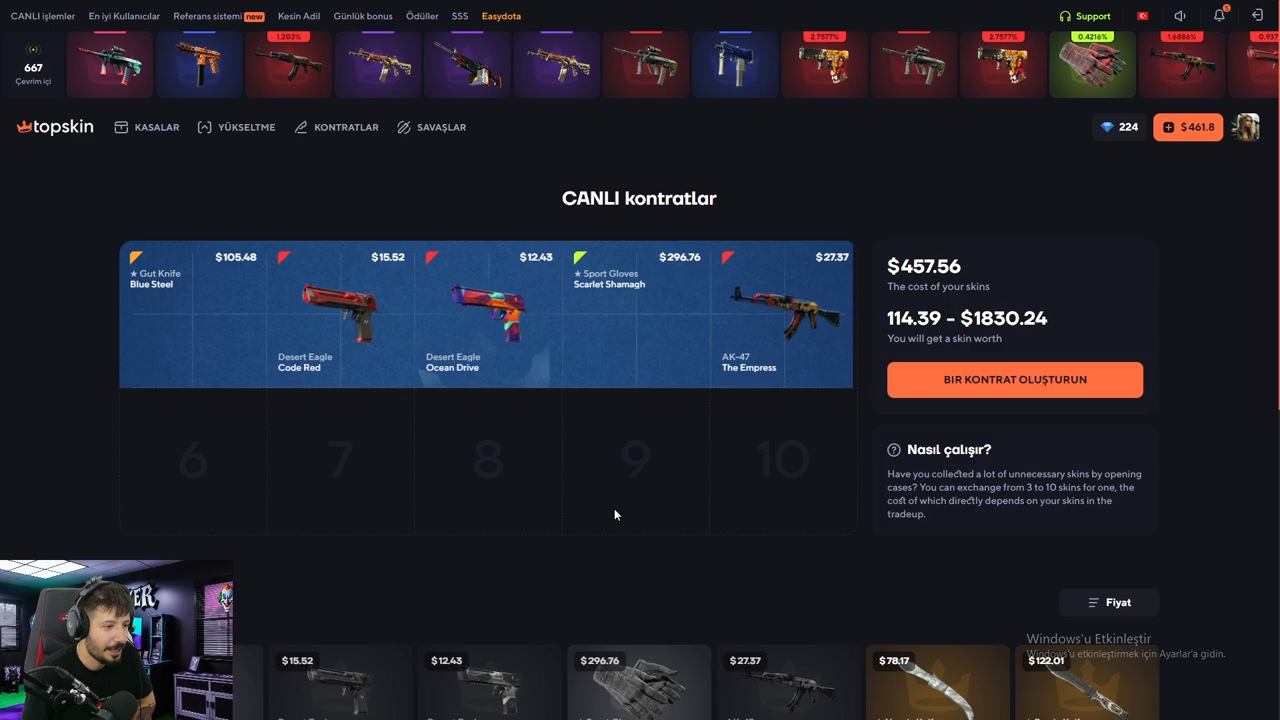 CANLI işlemler
En iyi Kullanıcılar
Referans sistemi new
Kesin Adil
Günlük bonus
Ödüller
SSS
Easydota
Support
5
667
Çevrim içi
1.203%
2.7577%
2.7577%
0.4216%
1.6886%
0.937
topskin
KASALAR
YÜKSELTME
KONTRATLAR
SAVAŞLAR
224
$461.8
CANLI kontratlar
$105.48
★ Gut Knife
Blue Steel
$15.52
Desert Eagle
Code Red
$12.43
Desert Eagle
Ocean Drive
$296.76
★ Sport Gloves
Scarlet Shamagh
$27.37
AK-47
The Empress
6
7
8
9
10
$457.56
The cost of your skins
114.39 - $1830.24
You will get a skin worth
BIR KONTRAT OLUŞTURUN
Nasıl çalışır?
Have you collected a lot of unnecessary skins by opening
cases? You can exchange from 3 to 10 skins for one, the
cost of which directly depends on your skins in the
tradeup.
Fiyat
Windows'u Etkinleştir
Windows'u etkinleştirmek için Ayarlar'a gidin.
$15.52
$12.43
$296.76
$27.37
$78.17
$122.01